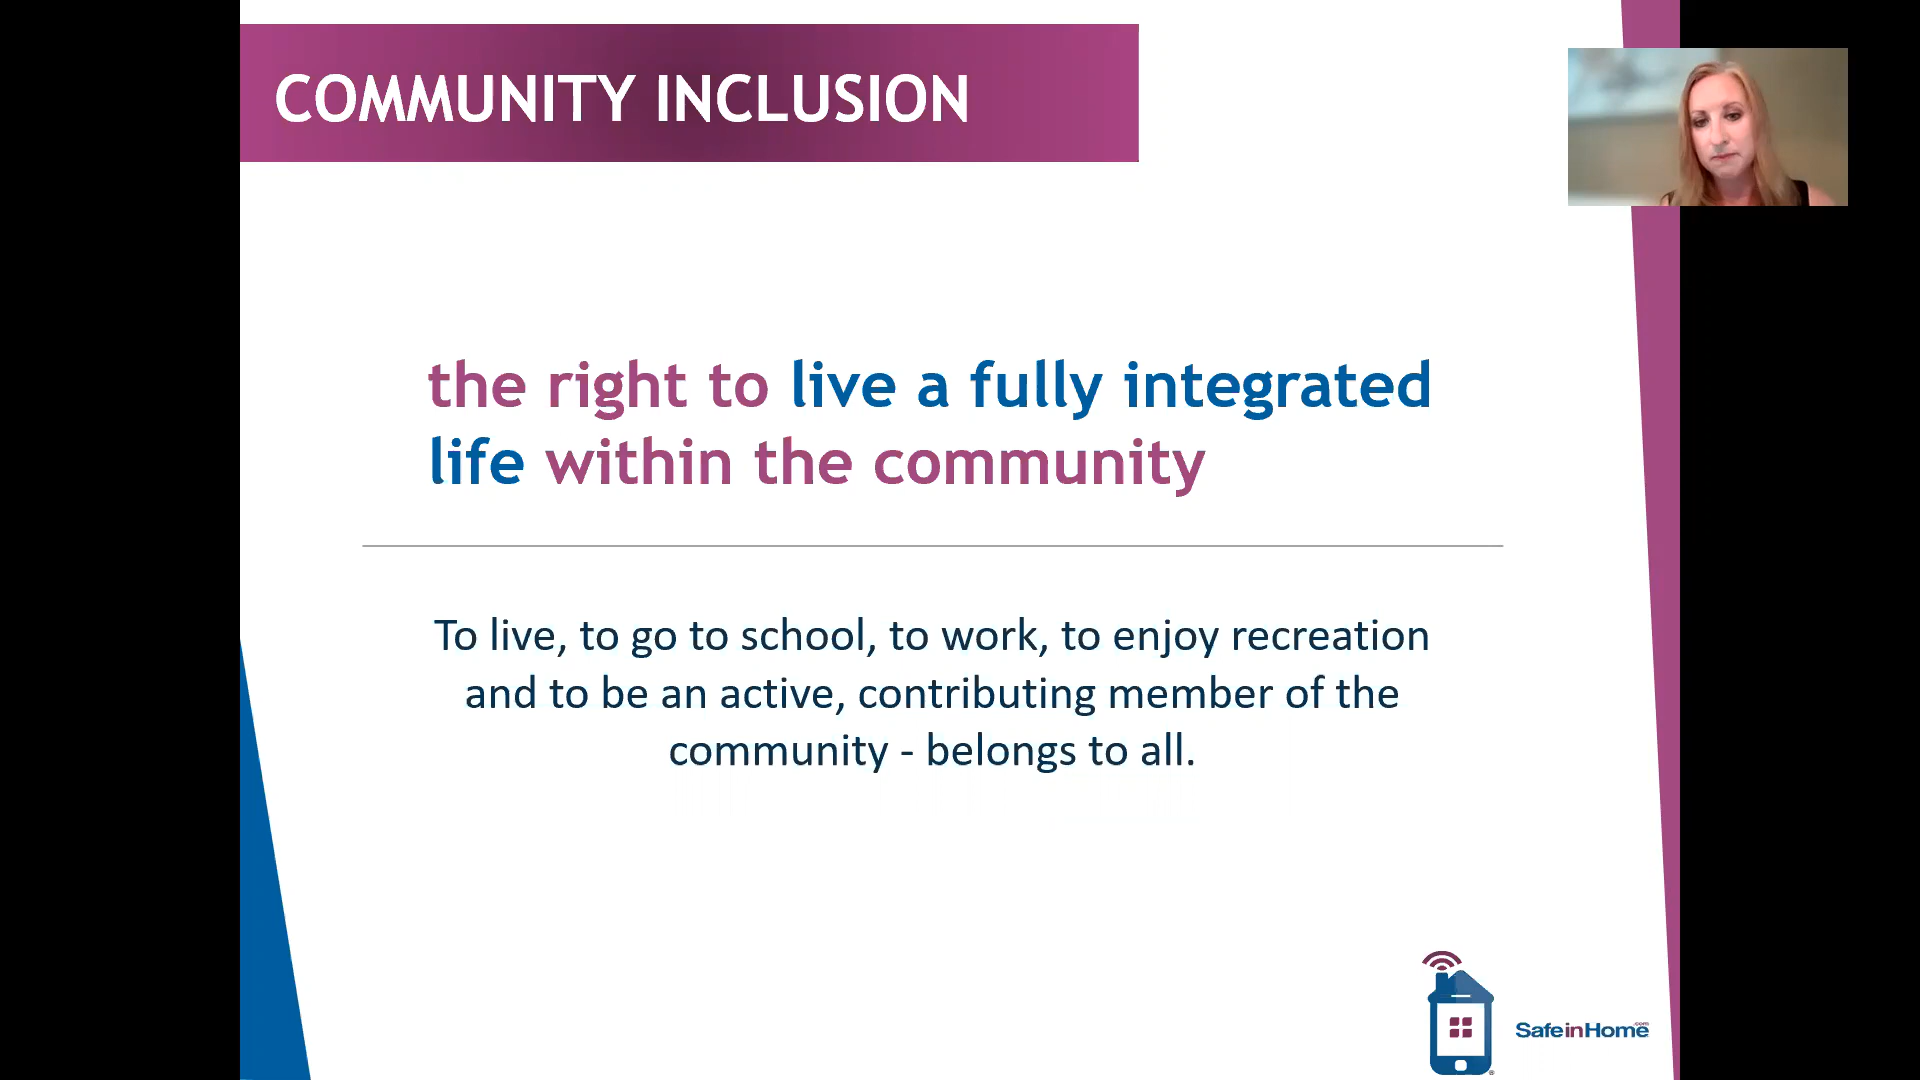 COMMUNITY INCLUSION
the right to live a fully integrated
life within the community
To live, to go to school, to work, to enjoy recreation
and to be an active, contributing member of the
community - belongs to all.
SafeinHome.com